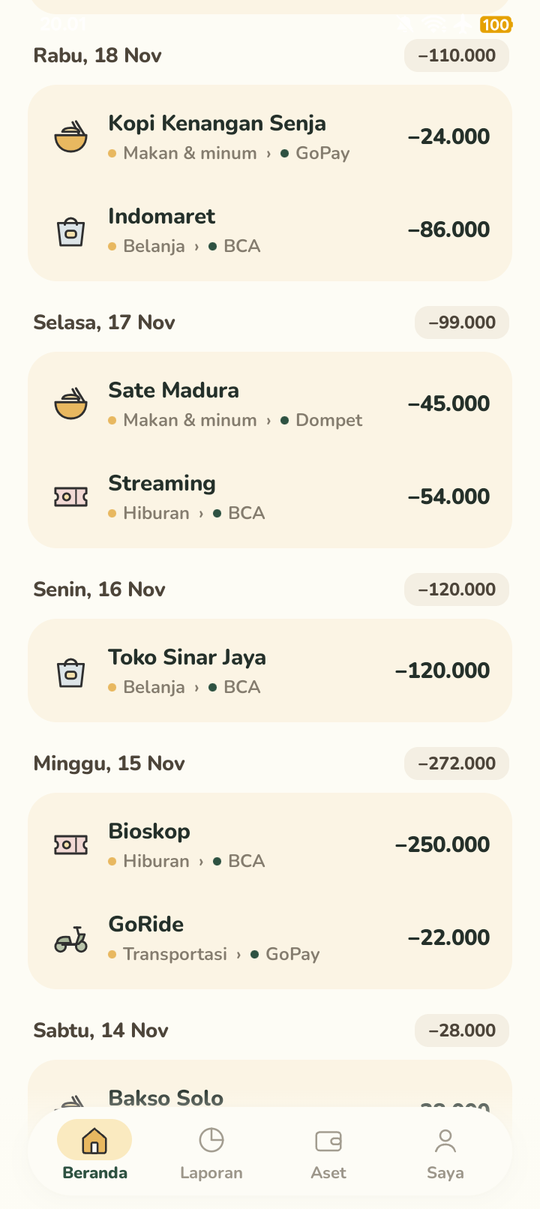 100
Rabu, 18 Nov
−110.000
Kopi Kenangan Senja
Makan & minum › GoPay
−24.000
Indomaret
Belanja › BCA
−86.000
Selasa, 17 Nov
−99.000
Sate Madura
Makan & minum › Dompet
−45.000
Streaming
Hiburan › BCA
−54.000
Senin, 16 Nov
−120.000
Toko Sinar Jaya
Belanja › BCA
−120.000
Minggu, 15 Nov
−272.000
Bioskop
Hiburan › BCA
−250.000
GoRide
Transportasi › GoPay
−22.000
Sabtu, 14 Nov
−28.000
Bakso Solo
Beranda
Laporan
Aset
Saya